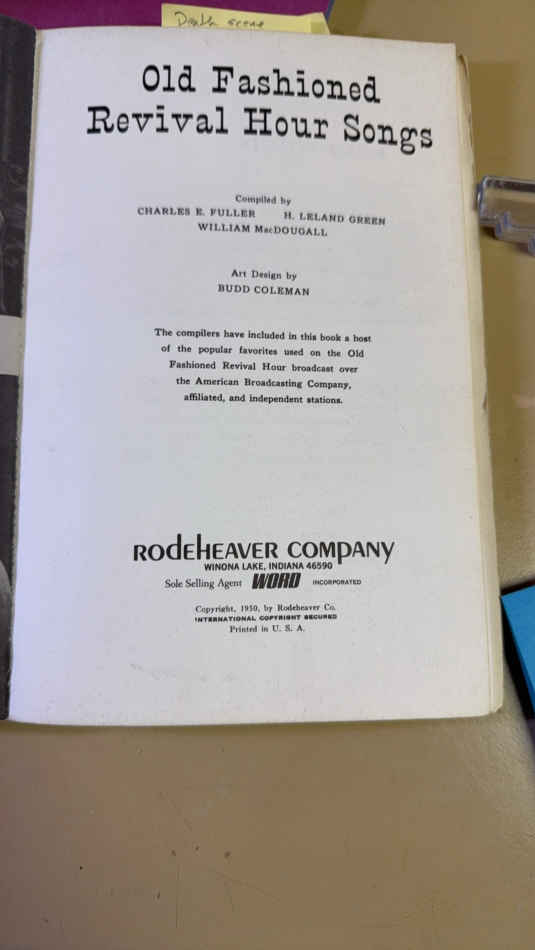 Death scene
Old Fashioned
Revival Hour Songs
Compiled by
CHARLES E. FULLER H. LELAND GREEN
WILLIAM MacDOUGALL
Art Design by
BUDD COLEMAN
The compilers have included in this book a host
of the popular favorites used on the Old
Fashioned Revival Hour broadcast over
the American Broadcasting Company,
affiliated, and independent stations.
RODEHEAVER COMPANY
WINONA LAKE, INDIANA 46590
Sole Selling Agent WORD INCORPORATED
Copyright, 1950, by Rodeheaver Co.
INTERNATIONAL COPYRIGHT SECURED
Printed in U. S. A.